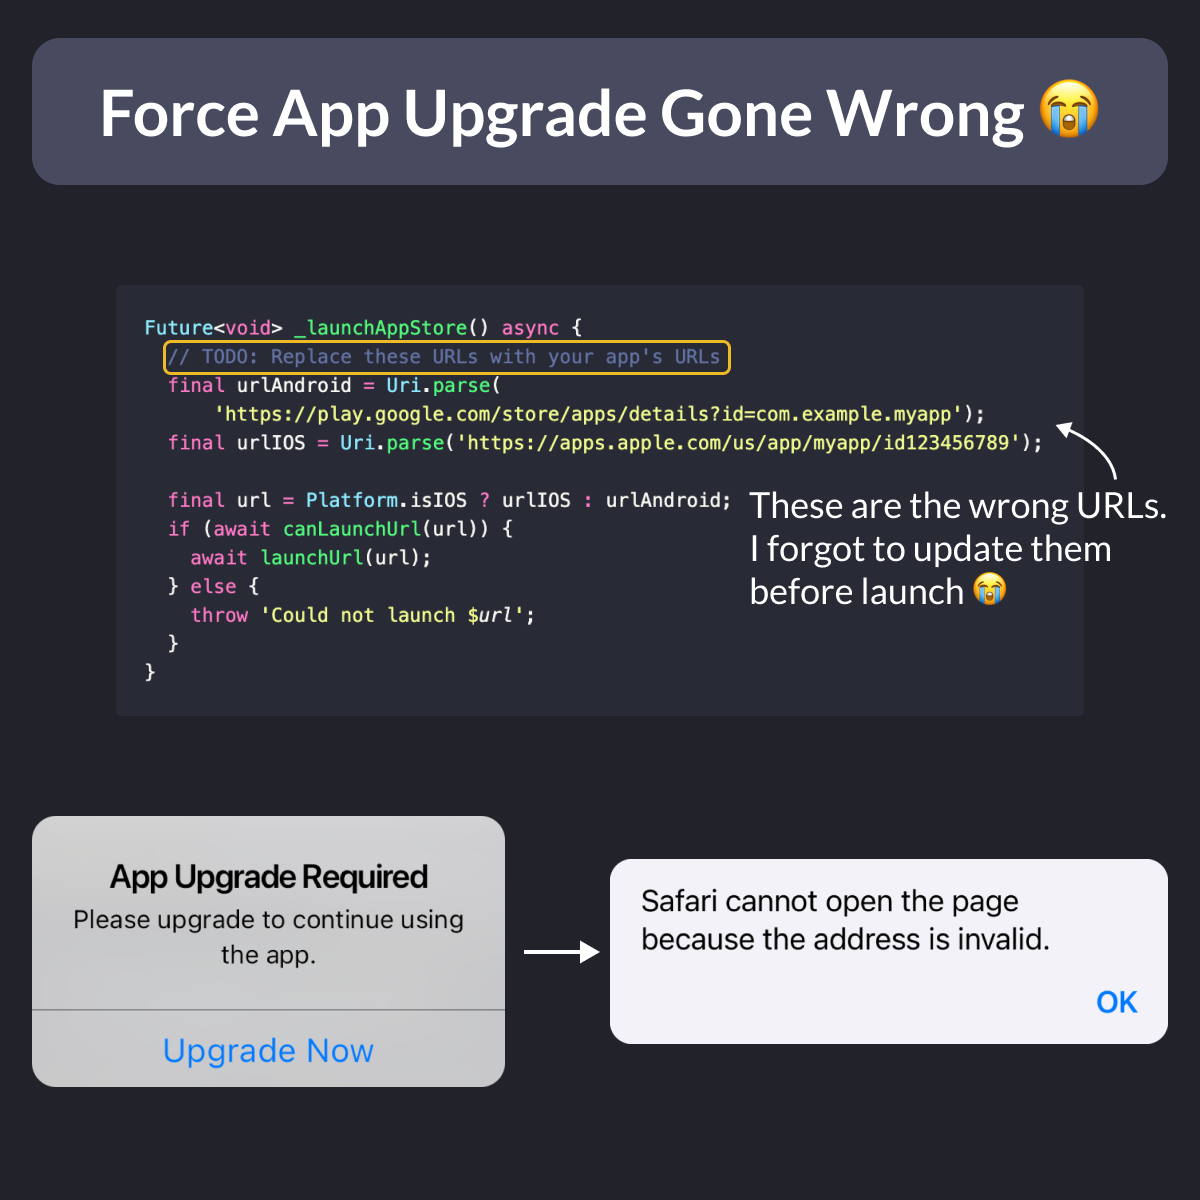 Force App Upgrade Gone Wrong 😭
Future<void> _launchAppStore() async {
// TODO: Replace these URLs with your app's URLs
final urlAndroid = Uri.parse(
'https://play.google.com/store/apps/details?id=com.example.myapp');
final urlIOS = Uri.parse('https://apps.apple.com/us/app/myapp/id123456789');
final url = Platform.isIOS ? urlIOS : urlAndroid;
if (await canLaunchUrl(url)) {
await launchUrl(url);
} else {
throw 'Could not launch $url';
}
}
These are the wrong URLs.
I forgot to update them
before launch 😭
App Upgrade Required
Please upgrade to continue using
the app.
Upgrade Now
Safari cannot open the page
because the address is invalid.
OK